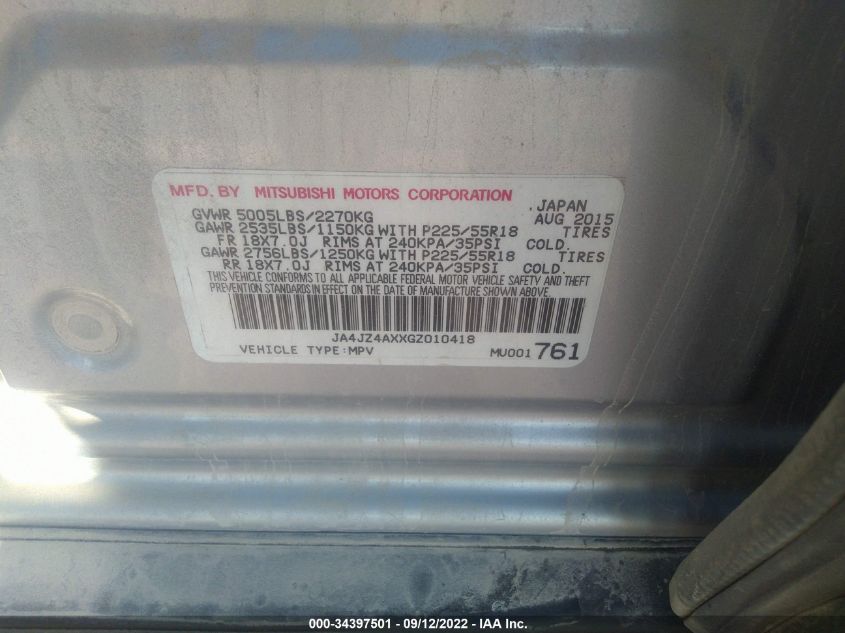 MFD. BY MITSUBISHI MOTORS CORPORATION
GVWR 5005LBS/2270KG .JAPAN AUG 2015
GAWR 2535LBS/1150KG WITH P225/55R18 TIRES
FR 18X7.0J RIMS AT 240KPA/35PSI COLD.
GAWR 2756LBS/1250KG WITH P225/55R18 TIRES
RR 18X7.0J RIMS AT 240KPA/35PSI COLD.
THIS VEHICLE CONFORMS TO ALL APPLICABLE FEDERAL MOTOR VEHICLE SAFETY AND THEFT
PREVENTION STANDARDS IN EFFECT ON THE DATE OF MANUFACTURE SHOWN ABOVE.
JA4JZ4AXXGZ010418
VEHICLE TYPE:MPV MU001761
000-34397501 - 09/12/2022 - IAA Inc.